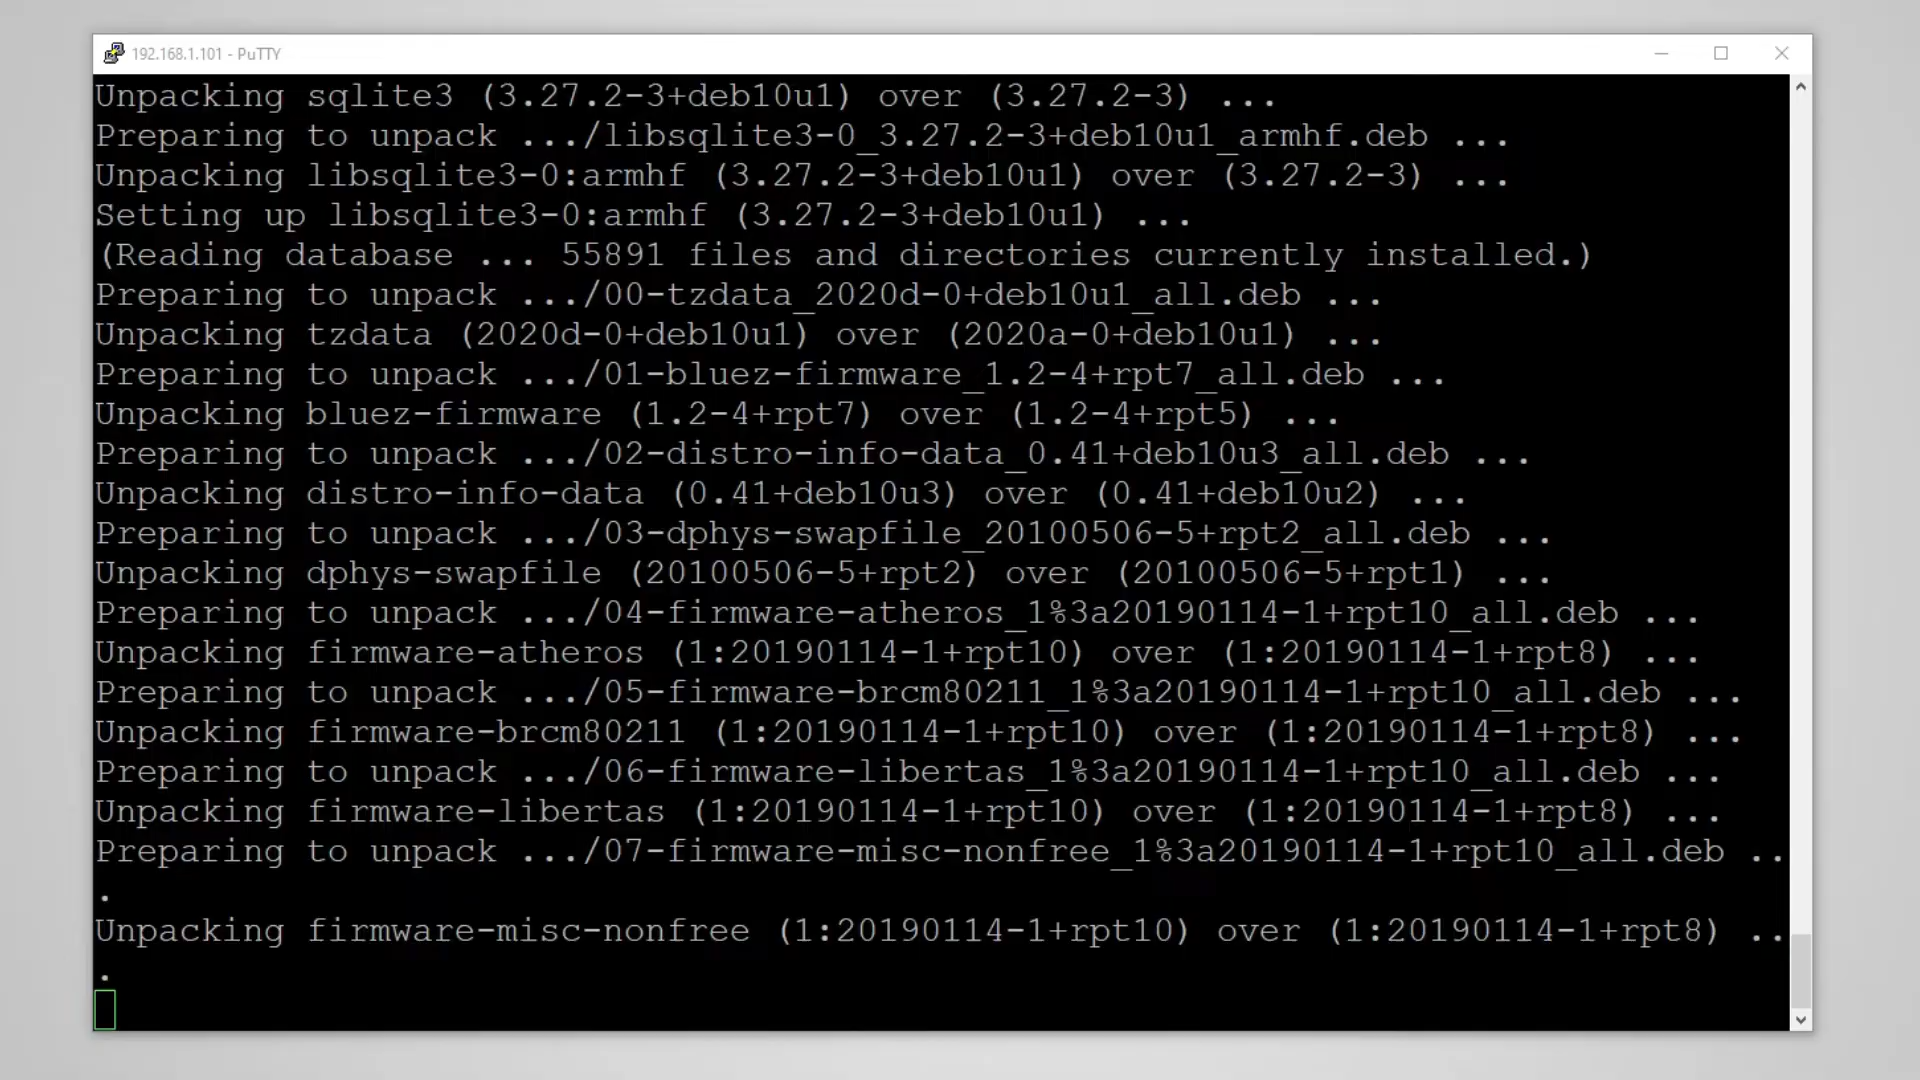 192.168.1.101 - PuTTY
Unpacking sqlite3 (3.27.2-3+deb10u1) over (3.27.2-3) ...
Preparing to unpack .../libsqlite3-0_3.27.2-3+deb10u1_armhf.deb ...
Unpacking libsqlite3-0:armhf (3.27.2-3+deb10u1) over (3.27.2-3) ...
Setting up libsqlite3-0:armhf (3.27.2-3+deb10u1) ...
(Reading database ... 55891 files and directories currently installed.)
Preparing to unpack .../00-tzdata_2020d-0+deb10u1_all.deb ...
Unpacking tzdata (2020d-0+deb10u1) over (2020a-0+deb10u1) ...
Preparing to unpack .../01-bluez-firmware_1.2-4+rpt7_all.deb ...
Unpacking bluez-firmware (1.2-4+rpt7) over (1.2-4+rpt5) ...
Preparing to unpack .../02-distro-info-data_0.41+deb10u3_all.deb ...
Unpacking distro-info-data (0.41+deb10u3) over (0.41+deb10u2) ...
Preparing to unpack .../03-dphys-swapfile_20100506-5+rpt2_all.deb ...
Unpacking dphys-swapfile (20100506-5+rpt2) over (20100506-5+rpt1) ...
Preparing to unpack .../04-firmware-atheros_1%3a20190114-1+rpt10_all.deb ...
Unpacking firmware-atheros (1:20190114-1+rpt10) over (1:20190114-1+rpt8) ...
Preparing to unpack .../05-firmware-brcm80211_1%3a20190114-1+rpt10_all.deb ...
Unpacking firmware-brcm80211 (1:20190114-1+rpt10) over (1:20190114-1+rpt8) ...
Preparing to unpack .../06-firmware-libertas_1%3a20190114-1+rpt10_all.deb ...
Unpacking firmware-libertas (1:20190114-1+rpt10) over (1:20190114-1+rpt8) ...
Preparing to unpack .../07-firmware-misc-nonfree_1%3a20190114-1+rpt10_all.deb ..
.
Unpacking firmware-misc-nonfree (1:20190114-1+rpt10) over (1:20190114-1+rpt8) ..
.